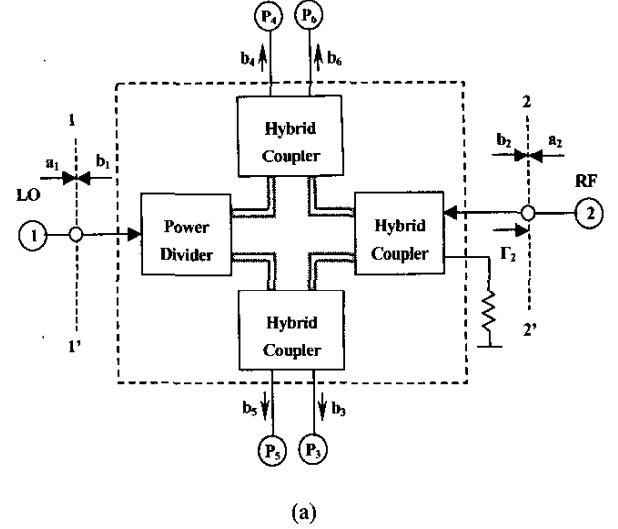 P4 P6
b4 b6
1 2
Hybrid
Coupler
a1 b1
b2 a2
LO
RF
1
Power
Divider
Hybrid
Coupler
2
Γ2
Hybrid
Coupler
1'
2'
b5 b3
P5 P3
(a)